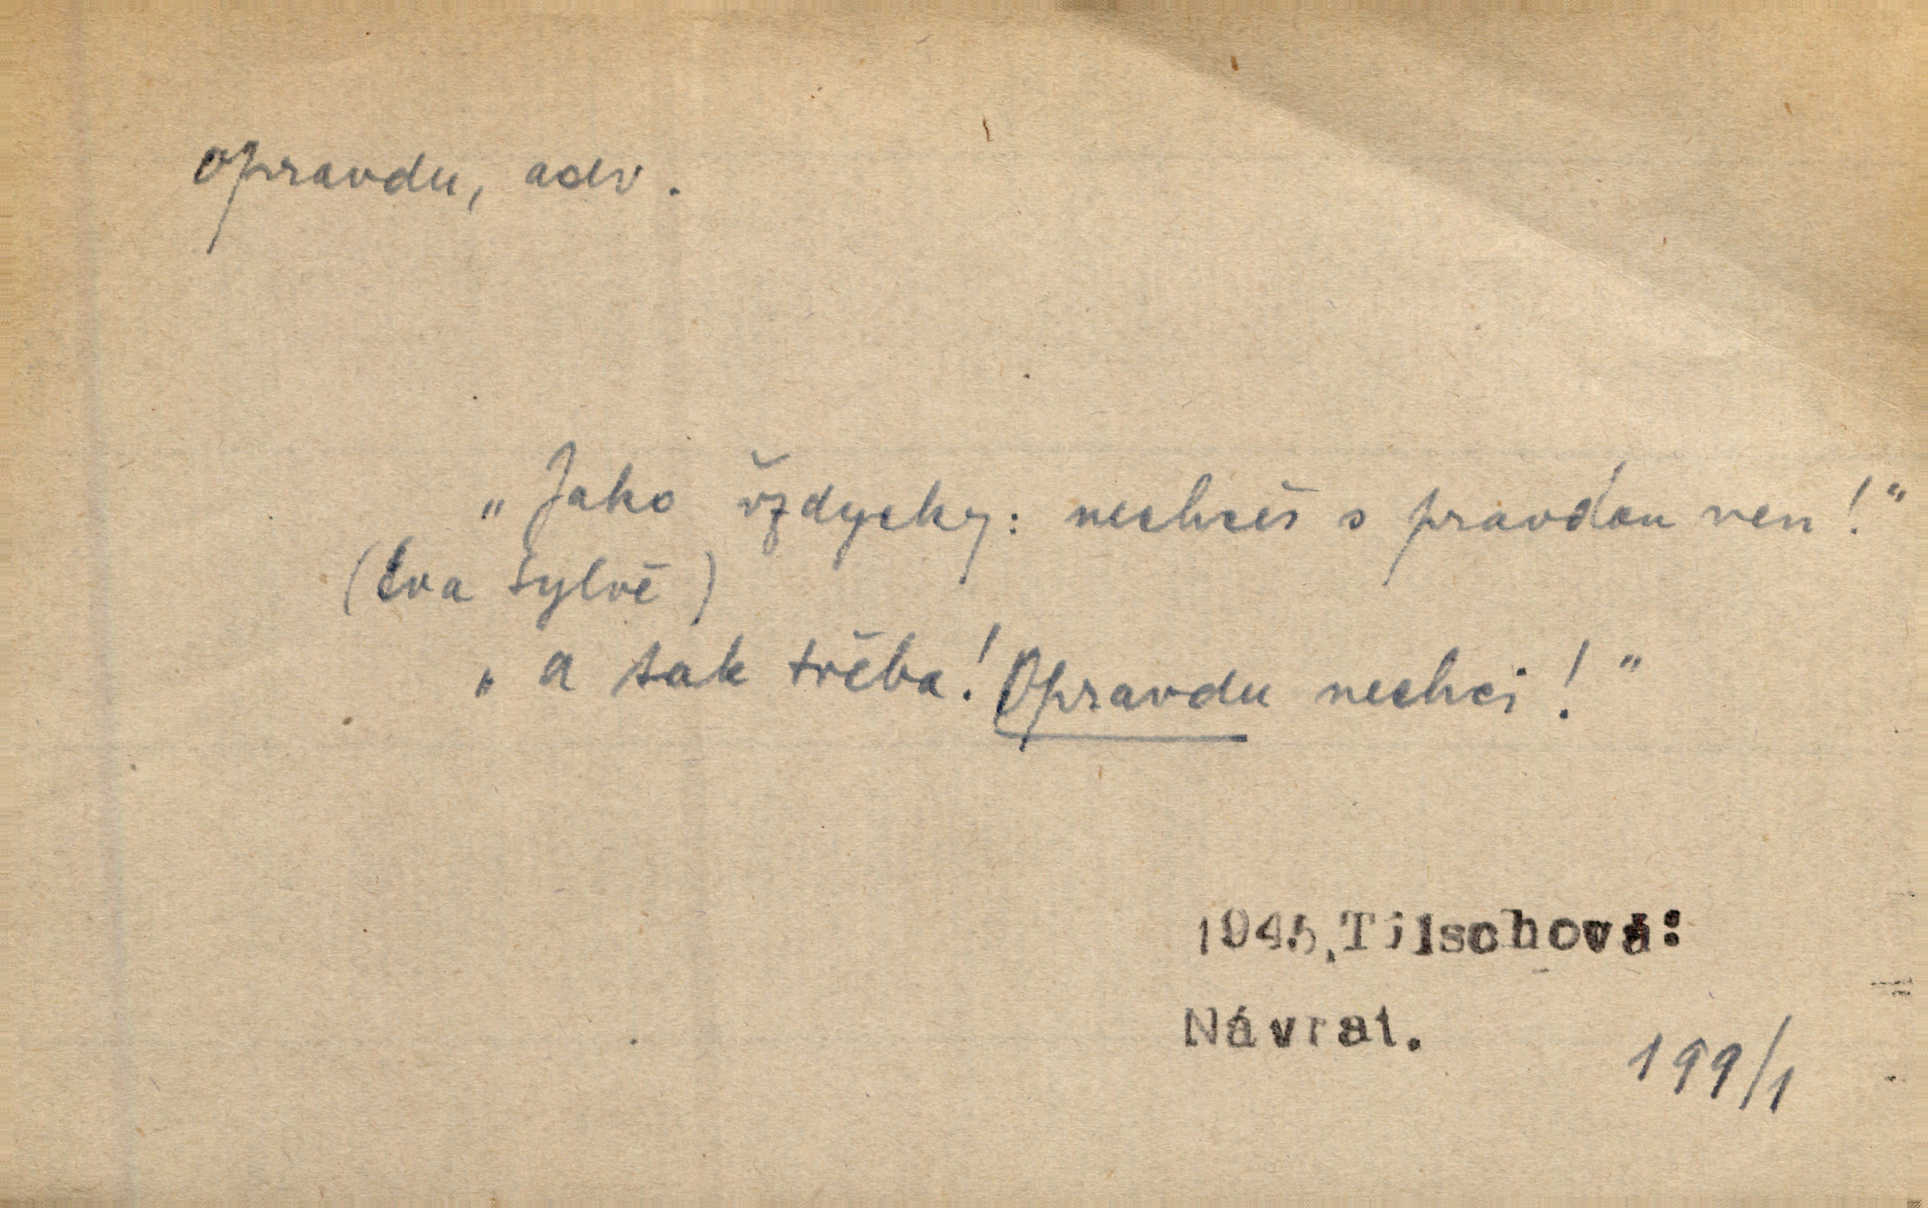 opravdu, adv.
„Jako vždycky: nechceš s pravdou ven!“
(Eva Sylvě)
„a tak třeba! Opravdu nechci!“
1945, Tilschová:
Návrat.
199/1